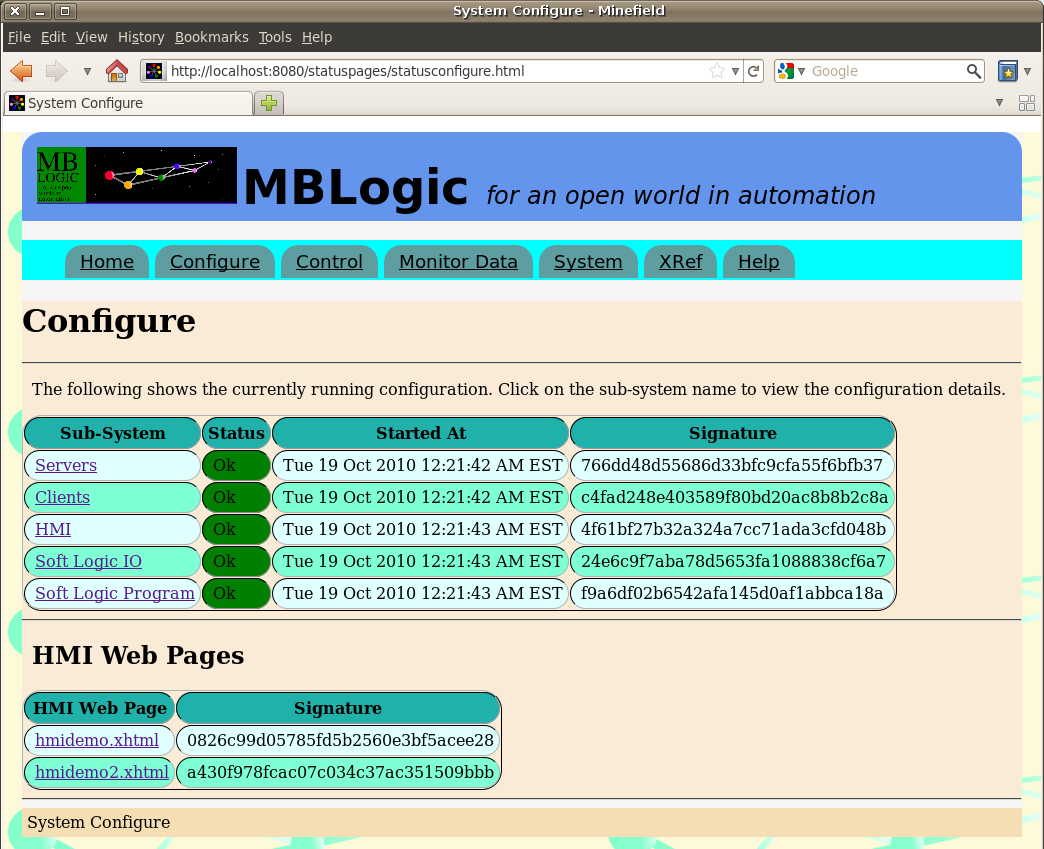 System Configure - Minefield
File Edit View History Bookmarks Tools Help
http://localhost:8080/statuspages/statusconfigure.html Google
System Configure
MB
LOGIC
MBLogic for an open world in automation
Home Configure Control Monitor Data System XRef Help
Configure
The following shows the currently running configuration. Click on the sub-system name to view the configuration details.
Sub-System Status Started At Signature
Servers Ok Tue 19 Oct 2010 12:21:42 AM EST 766dd48d55686d33bfc9cfa55f6bfb37
Clients Ok Tue 19 Oct 2010 12:21:42 AM EST c4fad248e403589f80bd20ac8b8b2c8a
HMI Ok Tue 19 Oct 2010 12:21:43 AM EST 4f61bf27b32a324a7cc71ada3cfd048b
Soft Logic IO Ok Tue 19 Oct 2010 12:21:43 AM EST 24e6c9f7aba78d5653fa1088838cf6a7
Soft Logic Program Ok Tue 19 Oct 2010 12:21:43 AM EST f9a6df02b6542afa145d0af1abbca18a
HMI Web Pages
HMI Web Page Signature
hmidemo.xhtml 0826c99d05785fd5b2560e3bf5acee28
hmidemo2.xhtml a430f978fcac07c034c37ac351509bbb
System Configure